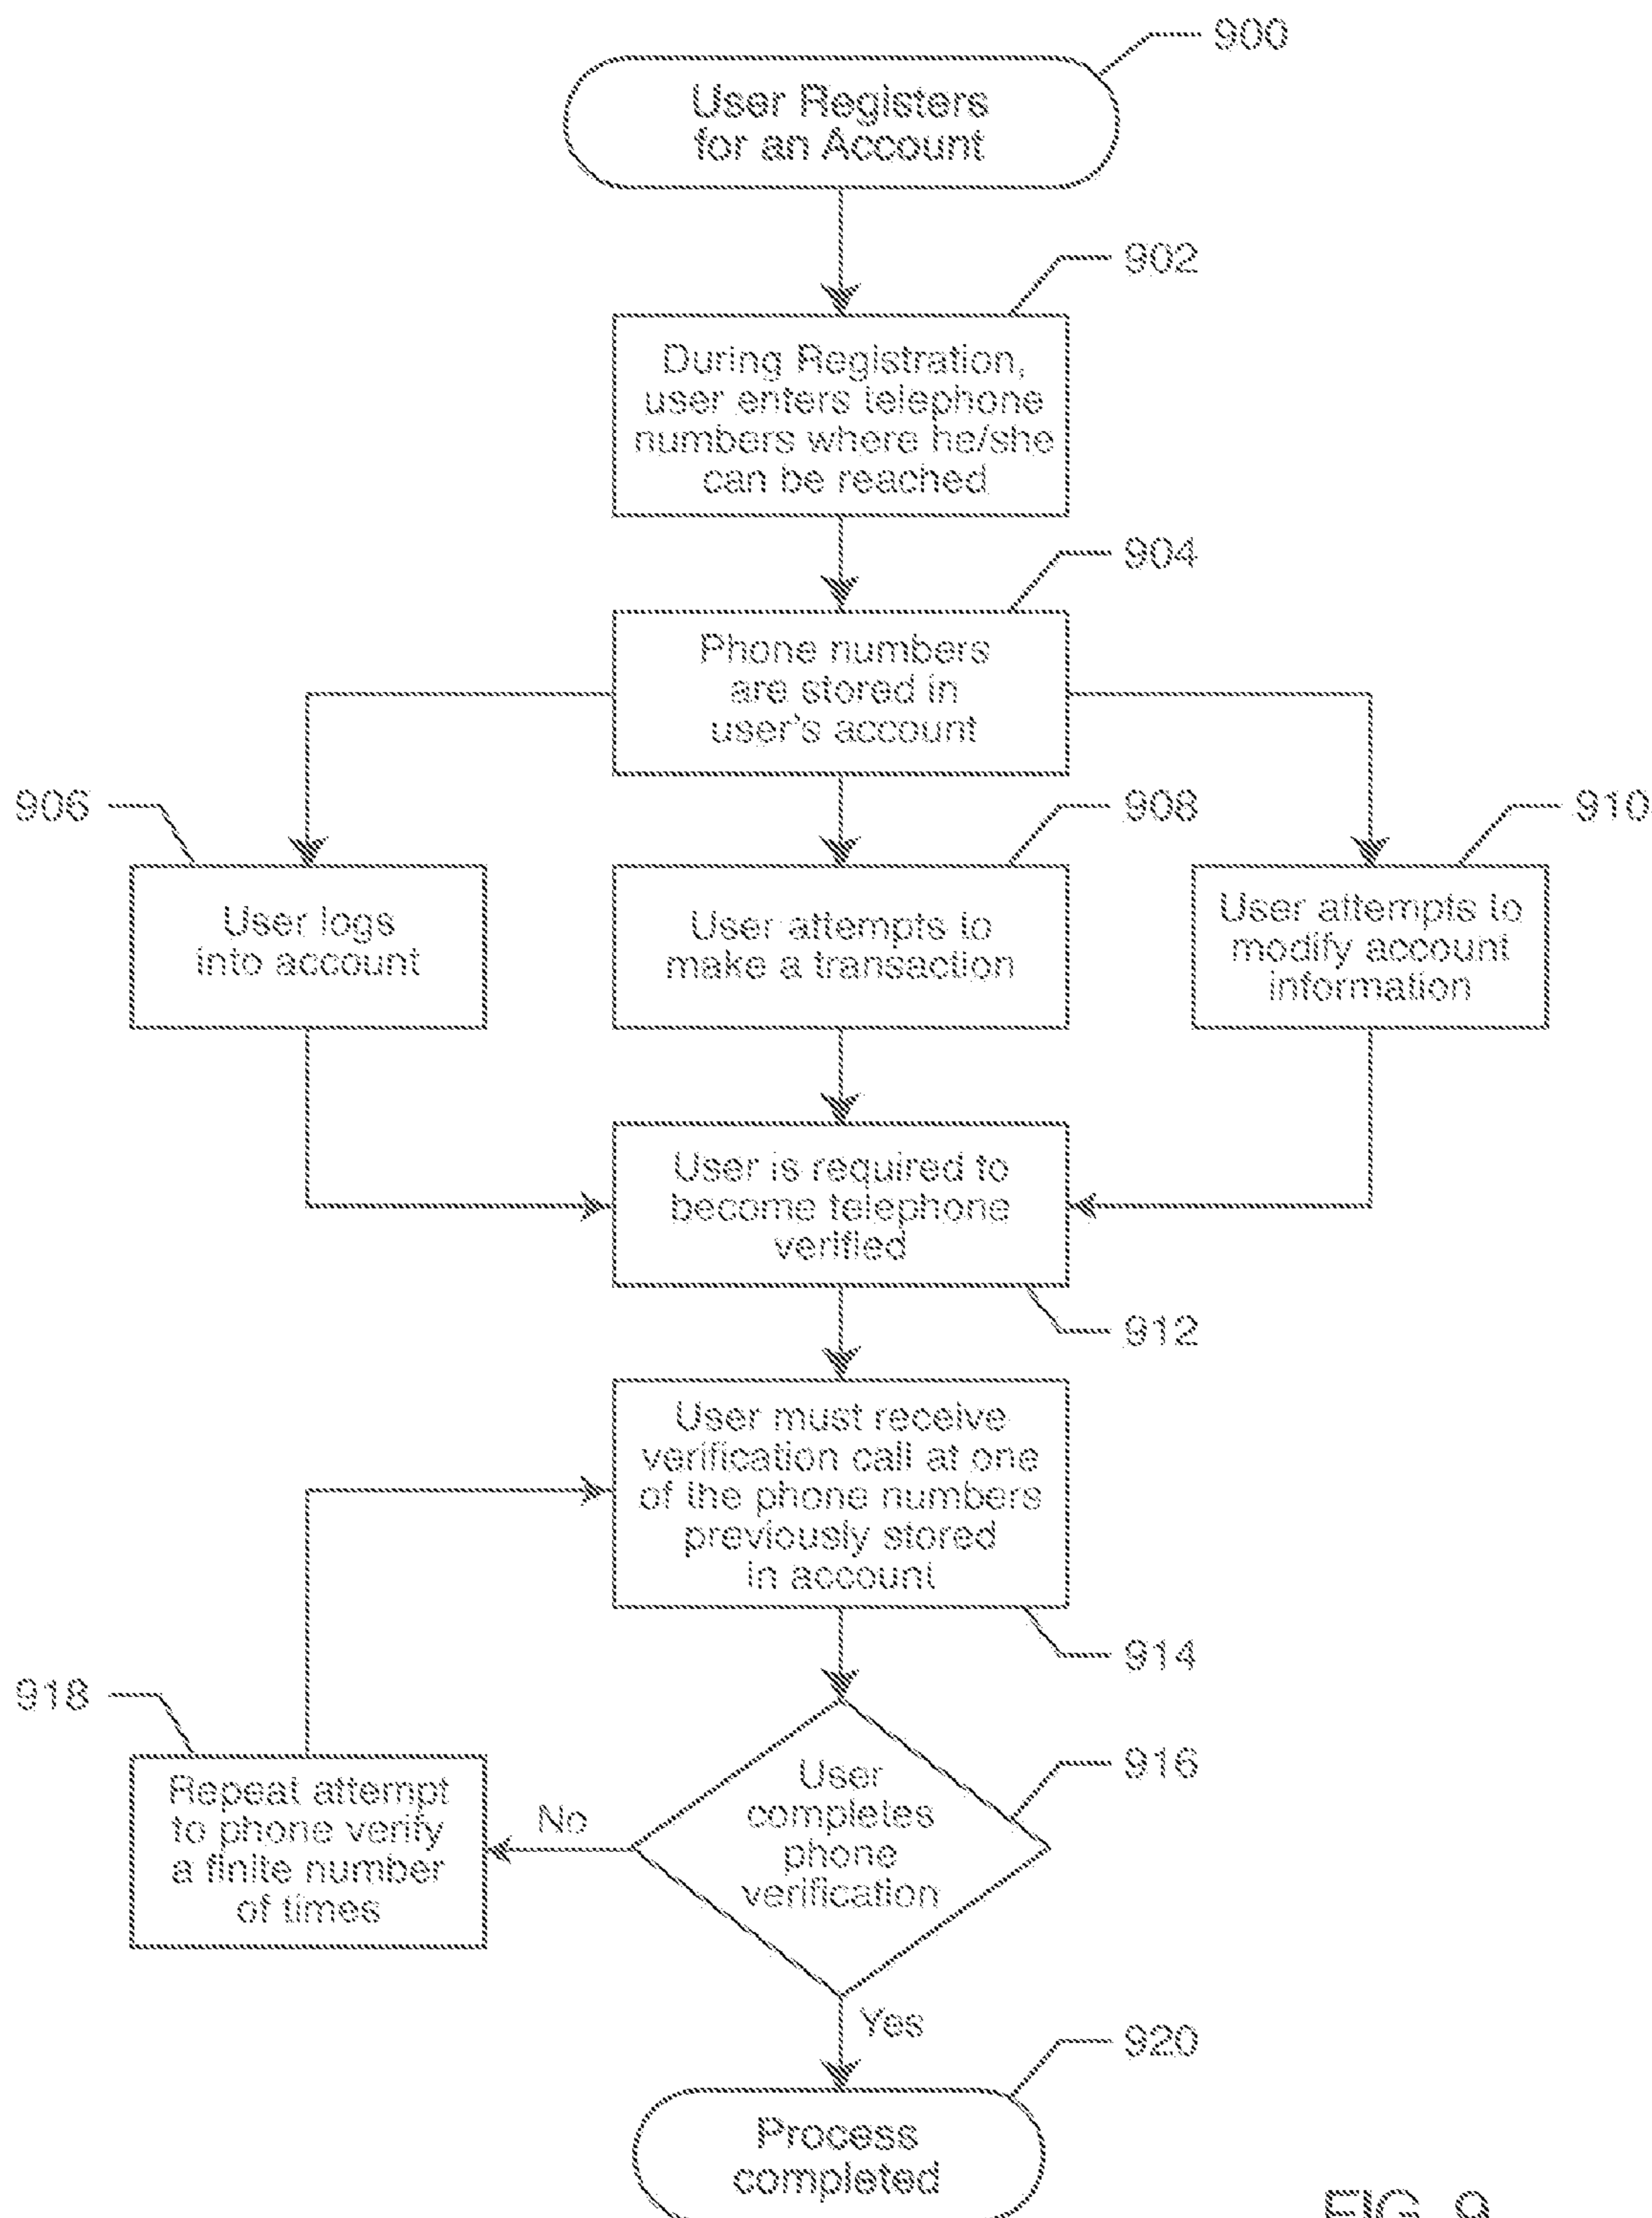 900
User Registers
for an Account
902
During Registration,
user enters telephone
numbers where he/she
can be reached
904
Phone numbers
are stored in
user's account
906
User logs
into account
908
User attempts to
make a transaction
910
User attempts to
modify account
information
User is required to
become telephone
verified
912
User must receive
verification call at one
of the phone numbers
previously stored
in account
914
918
Repeat attempt
to phone verify
a finite number
of times
No
916
User
completes
phone
verification
Yes
920
Process
completed
FIG. 9